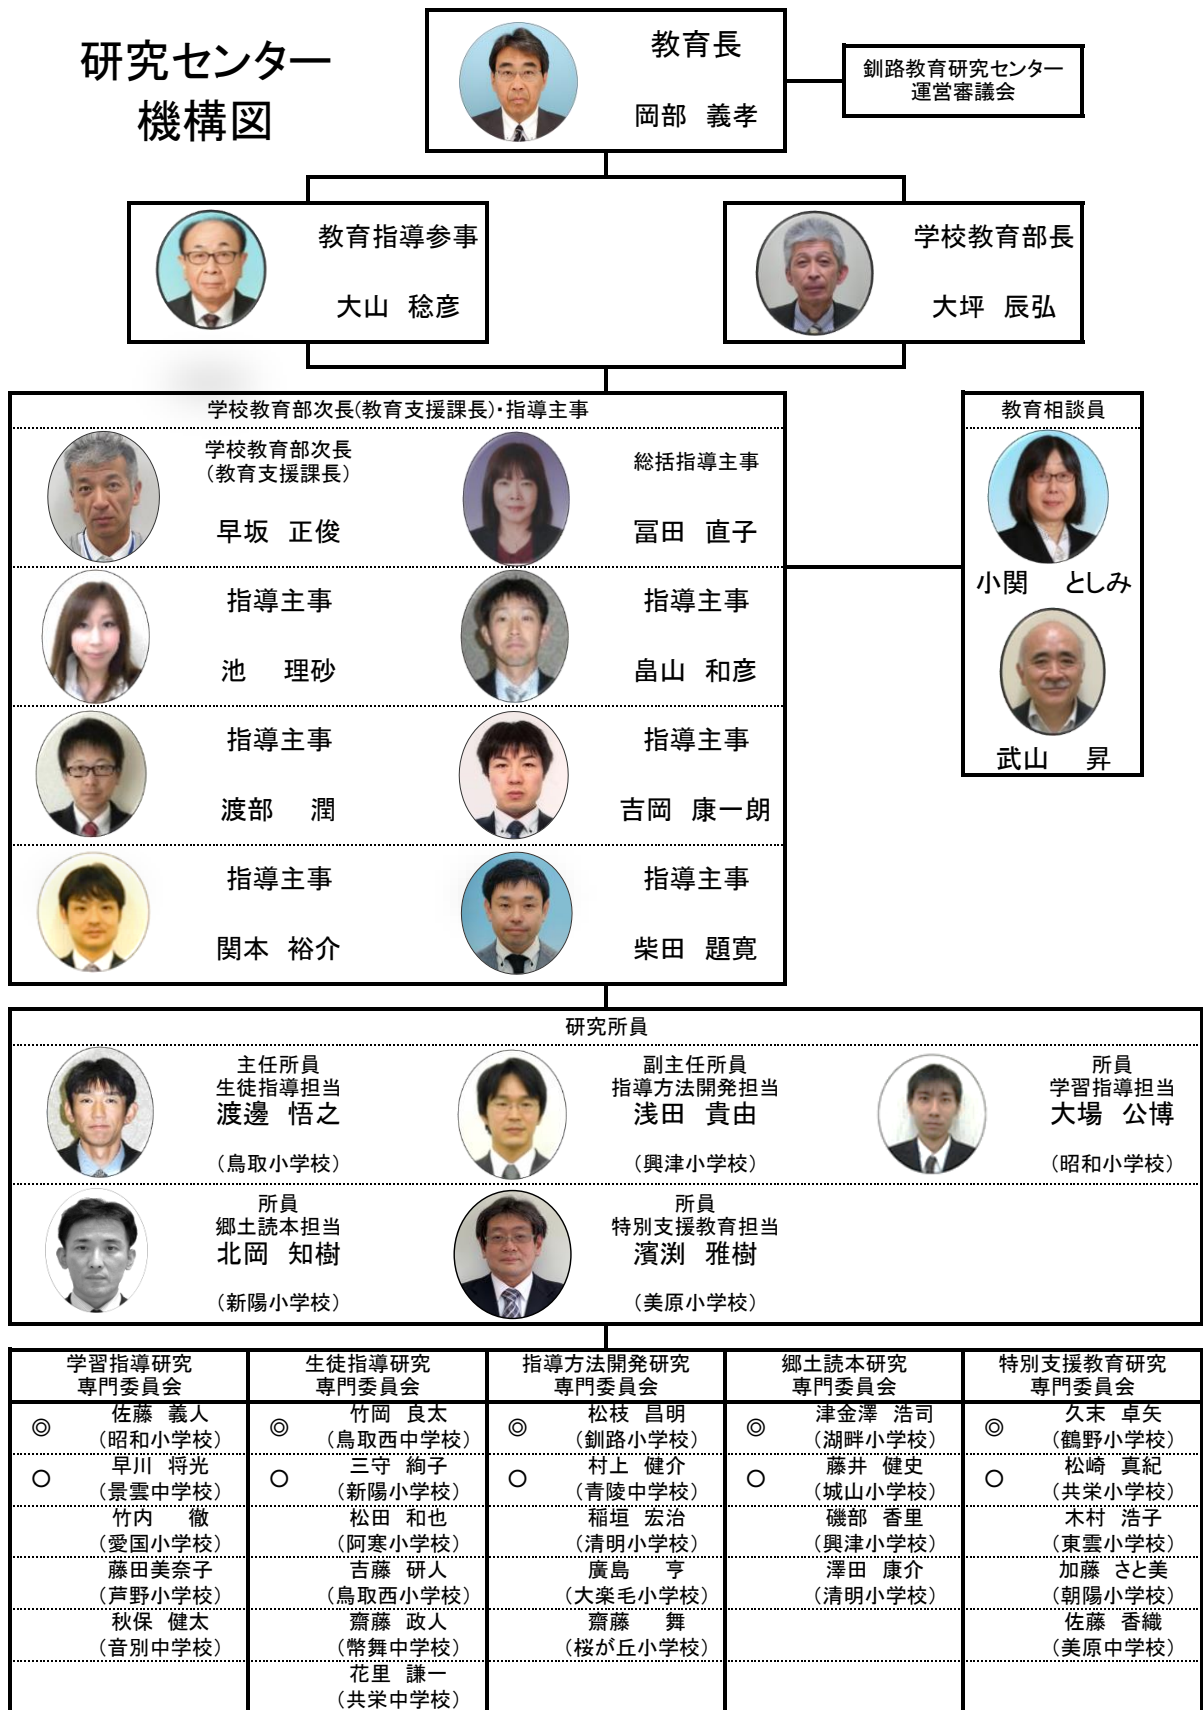 研究センター
機構図
教育長
岡部 義孝
釧路教育研究センター
運営審議会
教育指導参事
大山 稔彦
学校教育部長
大坪 辰弘
学校教育部次長(教育支援課長)・指導主事
学校教育部次長
(教育支援課長)
早坂 正俊
総括指導主事
冨田 直子
指導主事
池 理砂
指導主事
畠山 和彦
指導主事
渡部 潤
指導主事
吉岡 康一朗
指導主事
関本 裕介
指導主事
柴田 題寛
教育相談員
小関 としみ
武山 昇
研究所員
主任所員
生徒指導担当
渡邊 悟之
(鳥取小学校)
副主任所員
指導方法開発担当
浅田 貴由
(興津小学校)
所員
学習指導担当
大場 公博
(昭和小学校)
所員
郷土読本担当
北岡 知樹
(新陽小学校)
所員
特別支援教育担当
濱渕 雅樹
(美原小学校)
学習指導研究
専門委員会
◎ 佐藤 義人
(昭和小学校)
○ 早川 将光
(景雲中学校)
竹内 徹
(愛国小学校)
藤田美奈子
(芦野小学校)
秋保 健太
(音別中学校)
生徒指導研究
専門委員会
◎ 竹岡 良太
(鳥取西中学校)
○ 三守 絢子
(新陽小学校)
松田 和也
(阿寒小学校)
吉藤 研人
(鳥取西小学校)
齋藤 政人
(幣舞中学校)
花里 謙一
(共栄中学校)
指導方法開発研究
専門委員会
◎ 松枝 昌明
(釧路小学校)
○ 村上 健介
(青陵中学校)
稲垣 宏治
(清明小学校)
廣島 亨
(大楽毛小学校)
齋藤 舞
(桜が丘小学校)
郷土読本研究
専門委員会
◎ 津金澤 浩司
(湖畔小学校)
○ 藤井 健史
(城山小学校)
磯部 香里
(興津小学校)
澤田 康介
(清明小学校)
特別支援教育研究
専門委員会
◎ 久末 卓矢
(鶴野小学校)
○ 松崎 真紀
(共栄小学校)
木村 浩子
(東雲小学校)
加藤 さと美
(朝陽小学校)
佐藤 香織
(美原中学校)